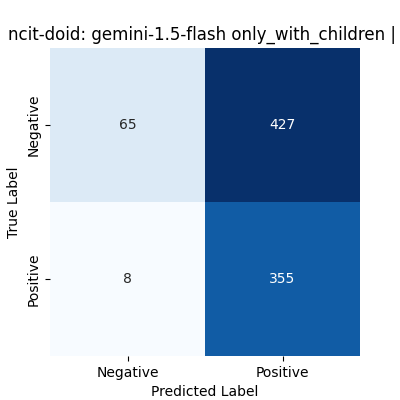 ncit-doid: gemini-1.5-flash only_with_children |
True Label
Negative
65
427
Positive
8
355
Negative
Positive
Predicted Label